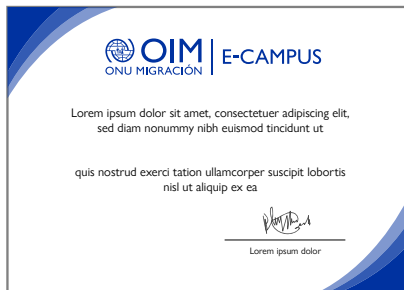 OIM
ONU MIGRACIÓN
E-CAMPUS
Lorem ipsum dolor sit amet, consectetuer adipiscing elit,
sed diam nonummy nibh euismod tincidunt ut
quis nostrud exerci tation ullamcorper suscipit lobortis
nisl ut aliquip ex ea
Lorem ipsum dolor